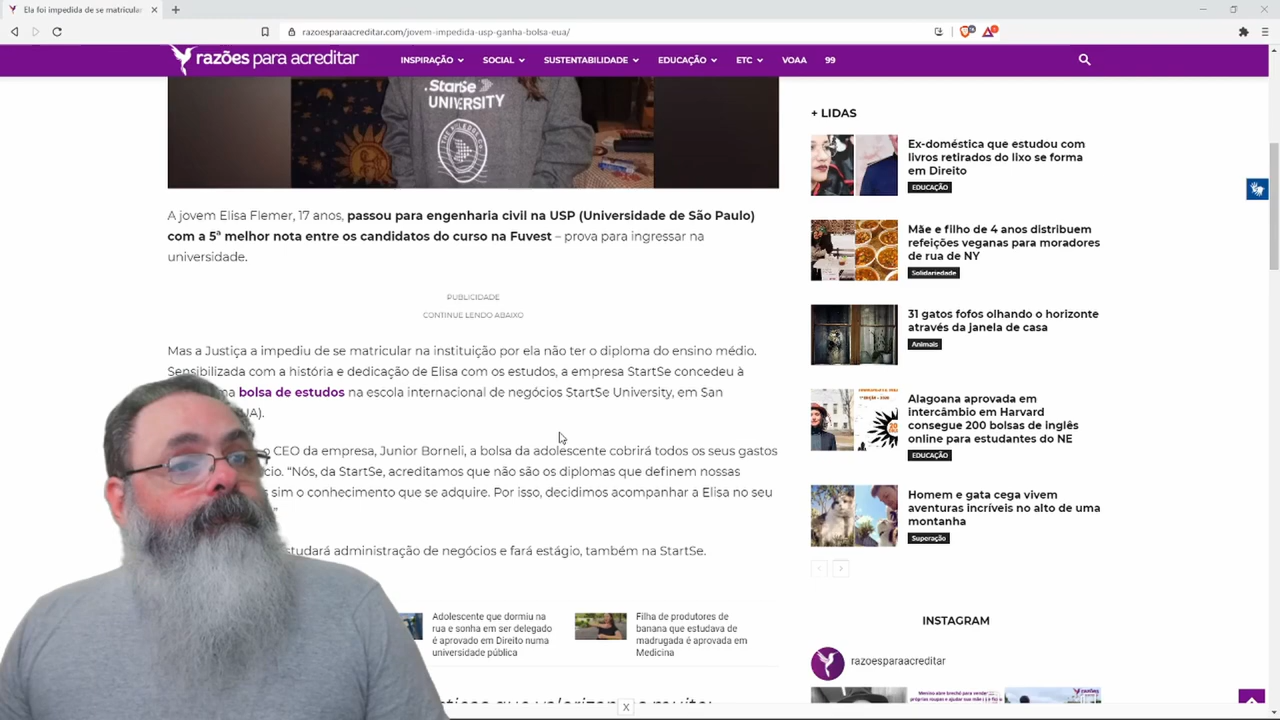 Ela foi impedida de se matricular
razoesparaacreditar.com/jovem-impedida-usp-ganha-bolsa-eua/
razões para acreditar
INSPIRAÇÃO
SOCIAL
SUSTENTABILIDADE
EDUCAÇÃO
ETC
VOAA
99
StartSe
UNIVERSITY
A jovem Elisa Flemer, 17 anos, passou para engenharia civil na USP (Universidade de São Paulo)
com a 5ª melhor nota entre os candidatos do curso na Fuvest – prova para ingressar na
universidade.
PUBLICIDADE
CONTINUE LENDO ABAIXO
Mas a Justiça a impediu de se matricular na instituição por ela não ter o diploma do ensino médio.
Sensibilizada com a história e dedicação de Elisa com os estudos, a empresa StartSe concedeu à
bolsa de estudos na escola internacional de negócios StartSe University, em San
o CEO da empresa, Junior Borneli, a bolsa da adolescente cobrirá todos os seus gastos
“Nós, da StartSe, acreditamos que não são os diplomas que definem nossas
sim o conhecimento que se adquire. Por isso, decidimos acompanhar a Elisa no seu
studará administração de negócios e fará estágio, também na StartSe.
Adolescente que dormiu na
rua e sonha em ser delegado
é aprovado em Direito numa
universidade pública
Filha de produtores de
banana que estudava de
madrugada é aprovada em
Medicina
X
+ LIDAS
Ex-doméstica que estudou com
livros retirados do lixo se forma
em Direito
EDUCAÇÃO
Mãe e filho de 4 anos distribuem
refeições veganas para moradores
de rua de NY
Solidariedade
31 gatos fofos olhando o horizonte
através da janela de casa
Animais
Alagoana aprovada em
intercâmbio em Harvard
consegue 200 bolsas de inglês
online para estudantes do NE
EDUCAÇÃO
Homem e gata cega vivem
aventuras incríveis no alto de uma
montanha
Superação
INSTAGRAM
razoesparaacreditar